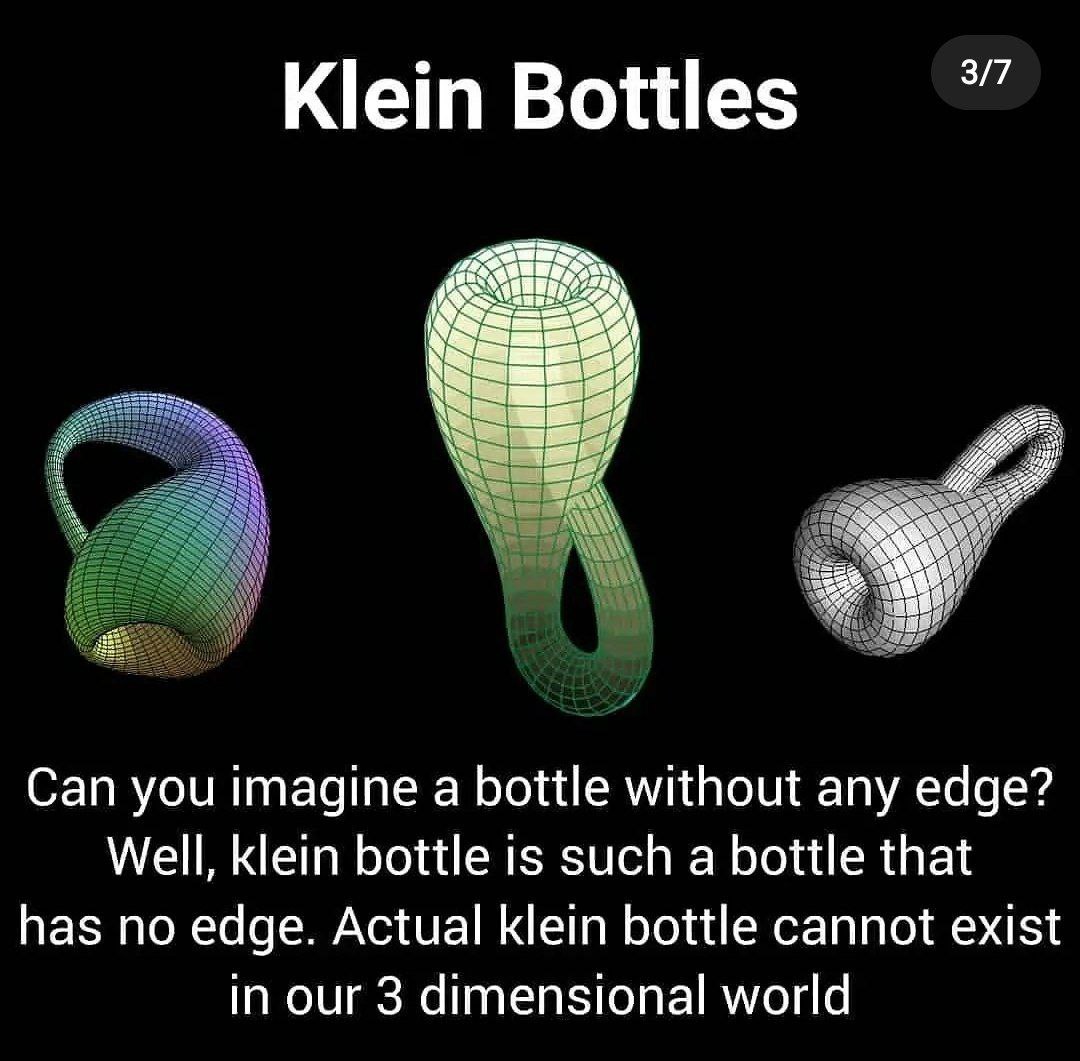 Klein Bottles
3/7
Can you imagine a bottle without any edge?
Well, klein bottle is such a bottle that
has no edge. Actual klein bottle cannot exist
in our 3 dimensional world